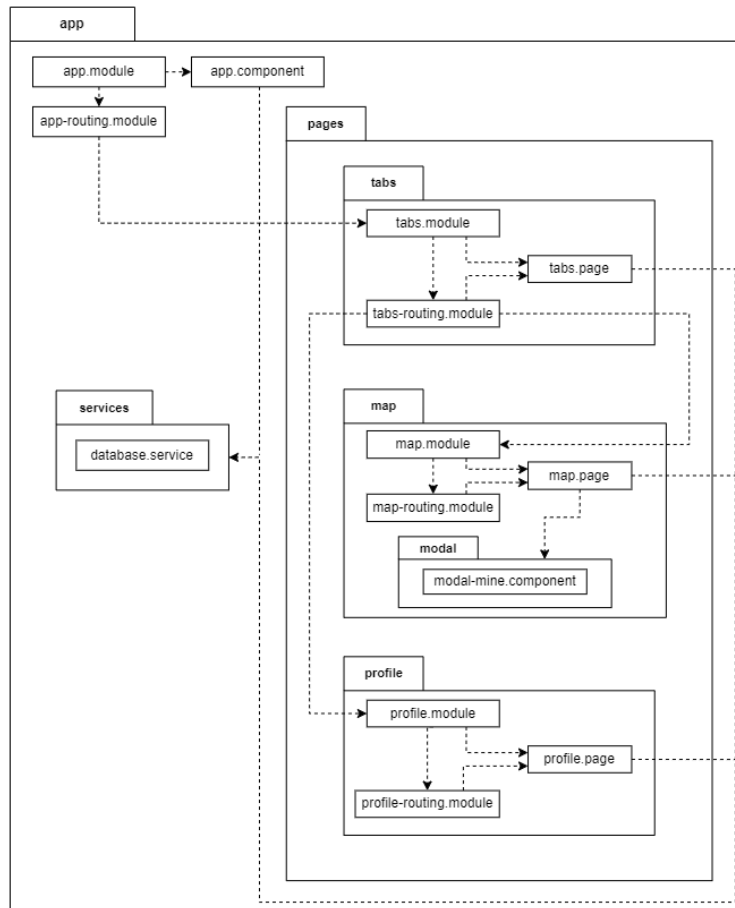 app
app.module
app.component
app-routing.module
pages
tabs
tabs.module
tabs.page
tabs-routing.module
services
database.service
map
map.module
map.page
map-routing.module
modal
modal-mine.component
profile
profile.module
profile.page
profile-routing.module